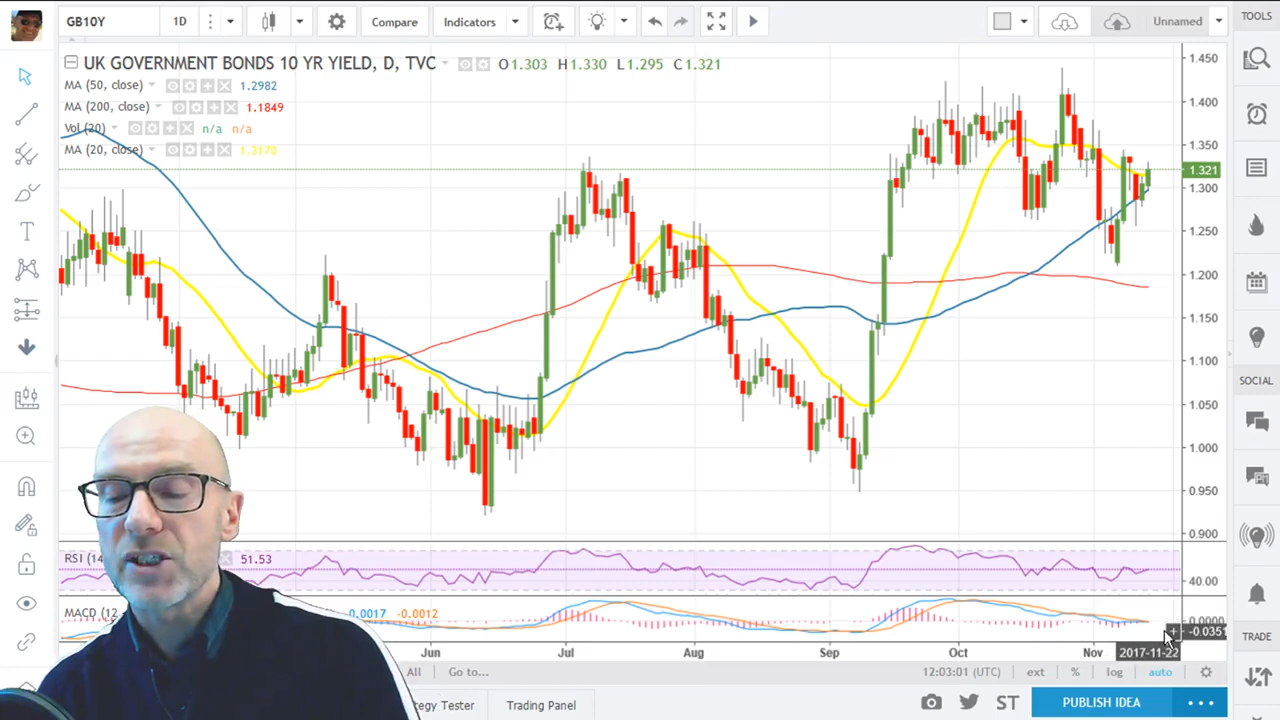 GB10Y 1D Compare Indicators Unnamed TOOLS
UK GOVERNMENT BONDS 10 YR YIELD, D, TVC O1.303 H1.330 L1.295 C1.321
MA (50, close) 1.2982
MA (200, close) 1.1849
Vol (20) n/a n/a
MA (20, close) 1.3170
1.450
1.400
1.350
1.321
1.300
1.250
1.200
1.150
1.100
1.050
1.000
0.950
0.900
SOCIAL
RSI (14 51.53
40.00
MACD (12 0.0017 -0.0012
0.0000
-0.0351
TRADE
Jun Jul Aug Sep Oct Nov 2017-11-22
All Go to... 12:03:01 (UTC) ext % log auto
Tester Trading Panel ST PUBLISH IDEA